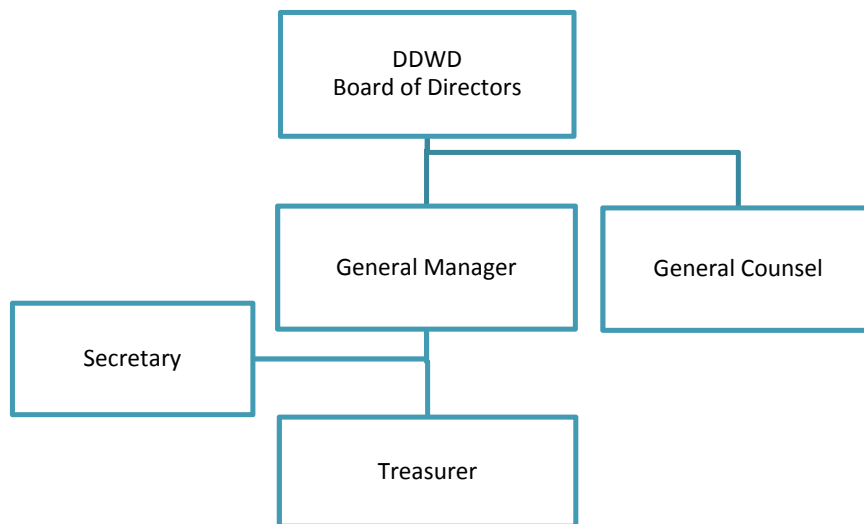 DDWD
Board of Directors
General Manager
General Counsel
Secretary
Treasurer